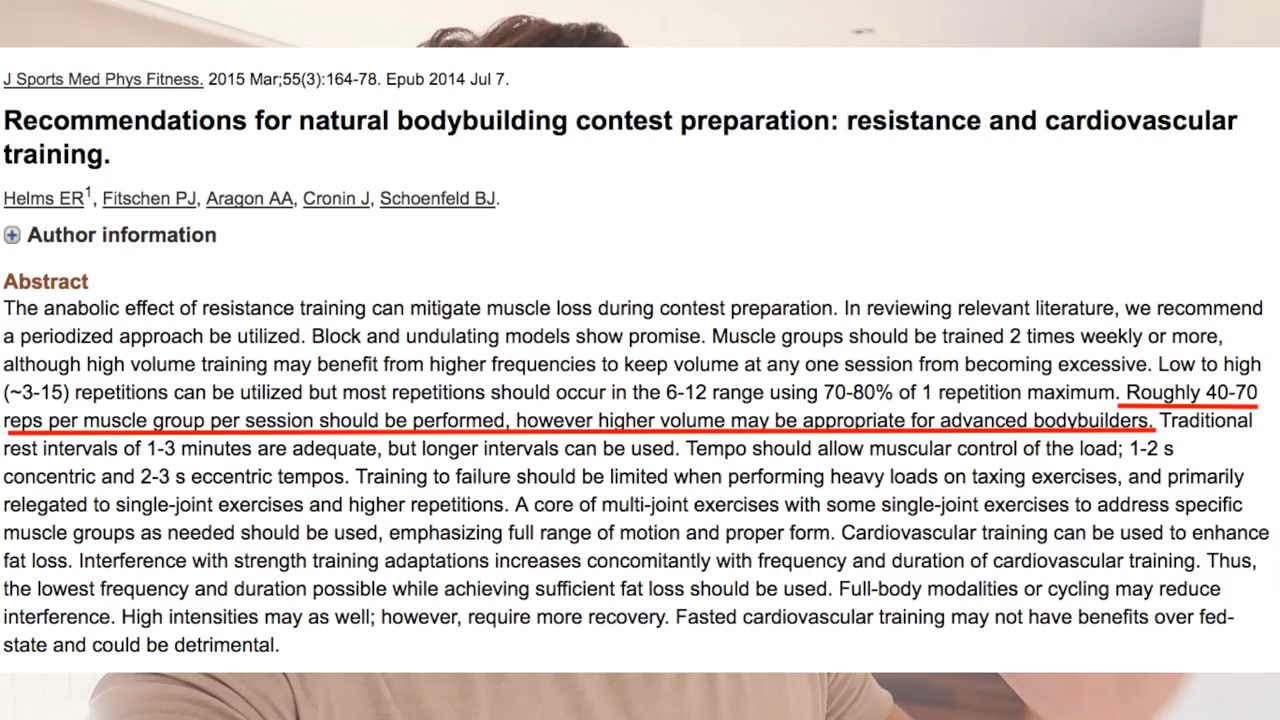 J Sports Med Phys Fitness. 2015 Mar;55(3):164-78. Epub 2014 Jul 7.
Recommendations for natural bodybuilding contest preparation: resistance and cardiovascular
training.
Helms ER1, Fitschen PJ, Aragon AA, Cronin J, Schoenfeld BJ.
Author information
Abstract
The anabolic effect of resistance training can mitigate muscle loss during contest preparation. In reviewing relevant literature, we recommend
a periodized approach be utilized. Block and undulating models show promise. Muscle groups should be trained 2 times weekly or more,
although high volume training may benefit from higher frequencies to keep volume at any one session from becoming excessive. Low to high
(~3-15) repetitions can be utilized but most repetitions should occur in the 6-12 range using 70-80% of 1 repetition maximum. Roughly 40-70
reps per muscle group per session should be performed, however higher volume may be appropriate for advanced bodybuilders. Traditional
rest intervals of 1-3 minutes are adequate, but longer intervals can be used. Tempo should allow muscular control of the load; 1-2 s
concentric and 2-3 s eccentric tempos. Training to failure should be limited when performing heavy loads on taxing exercises, and primarily
relegated to single-joint exercises and higher repetitions. A core of multi-joint exercises with some single-joint exercises to address specific
muscle groups as needed should be used, emphasizing full range of motion and proper form. Cardiovascular training can be used to enhance
fat loss. Interference with strength training adaptations increases concomitantly with frequency and duration of cardiovascular training. Thus,
the lowest frequency and duration possible while achieving sufficient fat loss should be used. Full-body modalities or cycling may reduce
interference. High intensities may as well; however, require more recovery. Fasted cardiovascular training may not have benefits over fed-
state and could be detrimental.